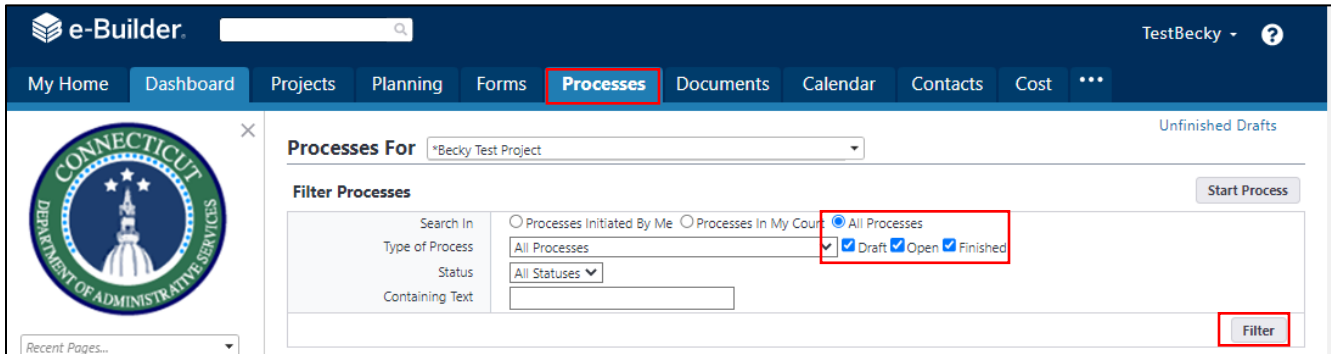 e-Builder.
TestBecky
?
My Home Dashboard Projects Planning Forms Processes Documents Calendar Contacts Cost •••
Unfinished Drafts
CONNECTICUT
DEPARTMENT OF ADMINISTRATIVE SERVICES
Processes For *Becky Test Project
Filter Processes
Start Process
Search In Processes Initiated By Me Processes In My Court All Processes
Type of Process All Processes Draft Open Finished
Status All Statuses
Containing Text
Filter
Recent Pages...